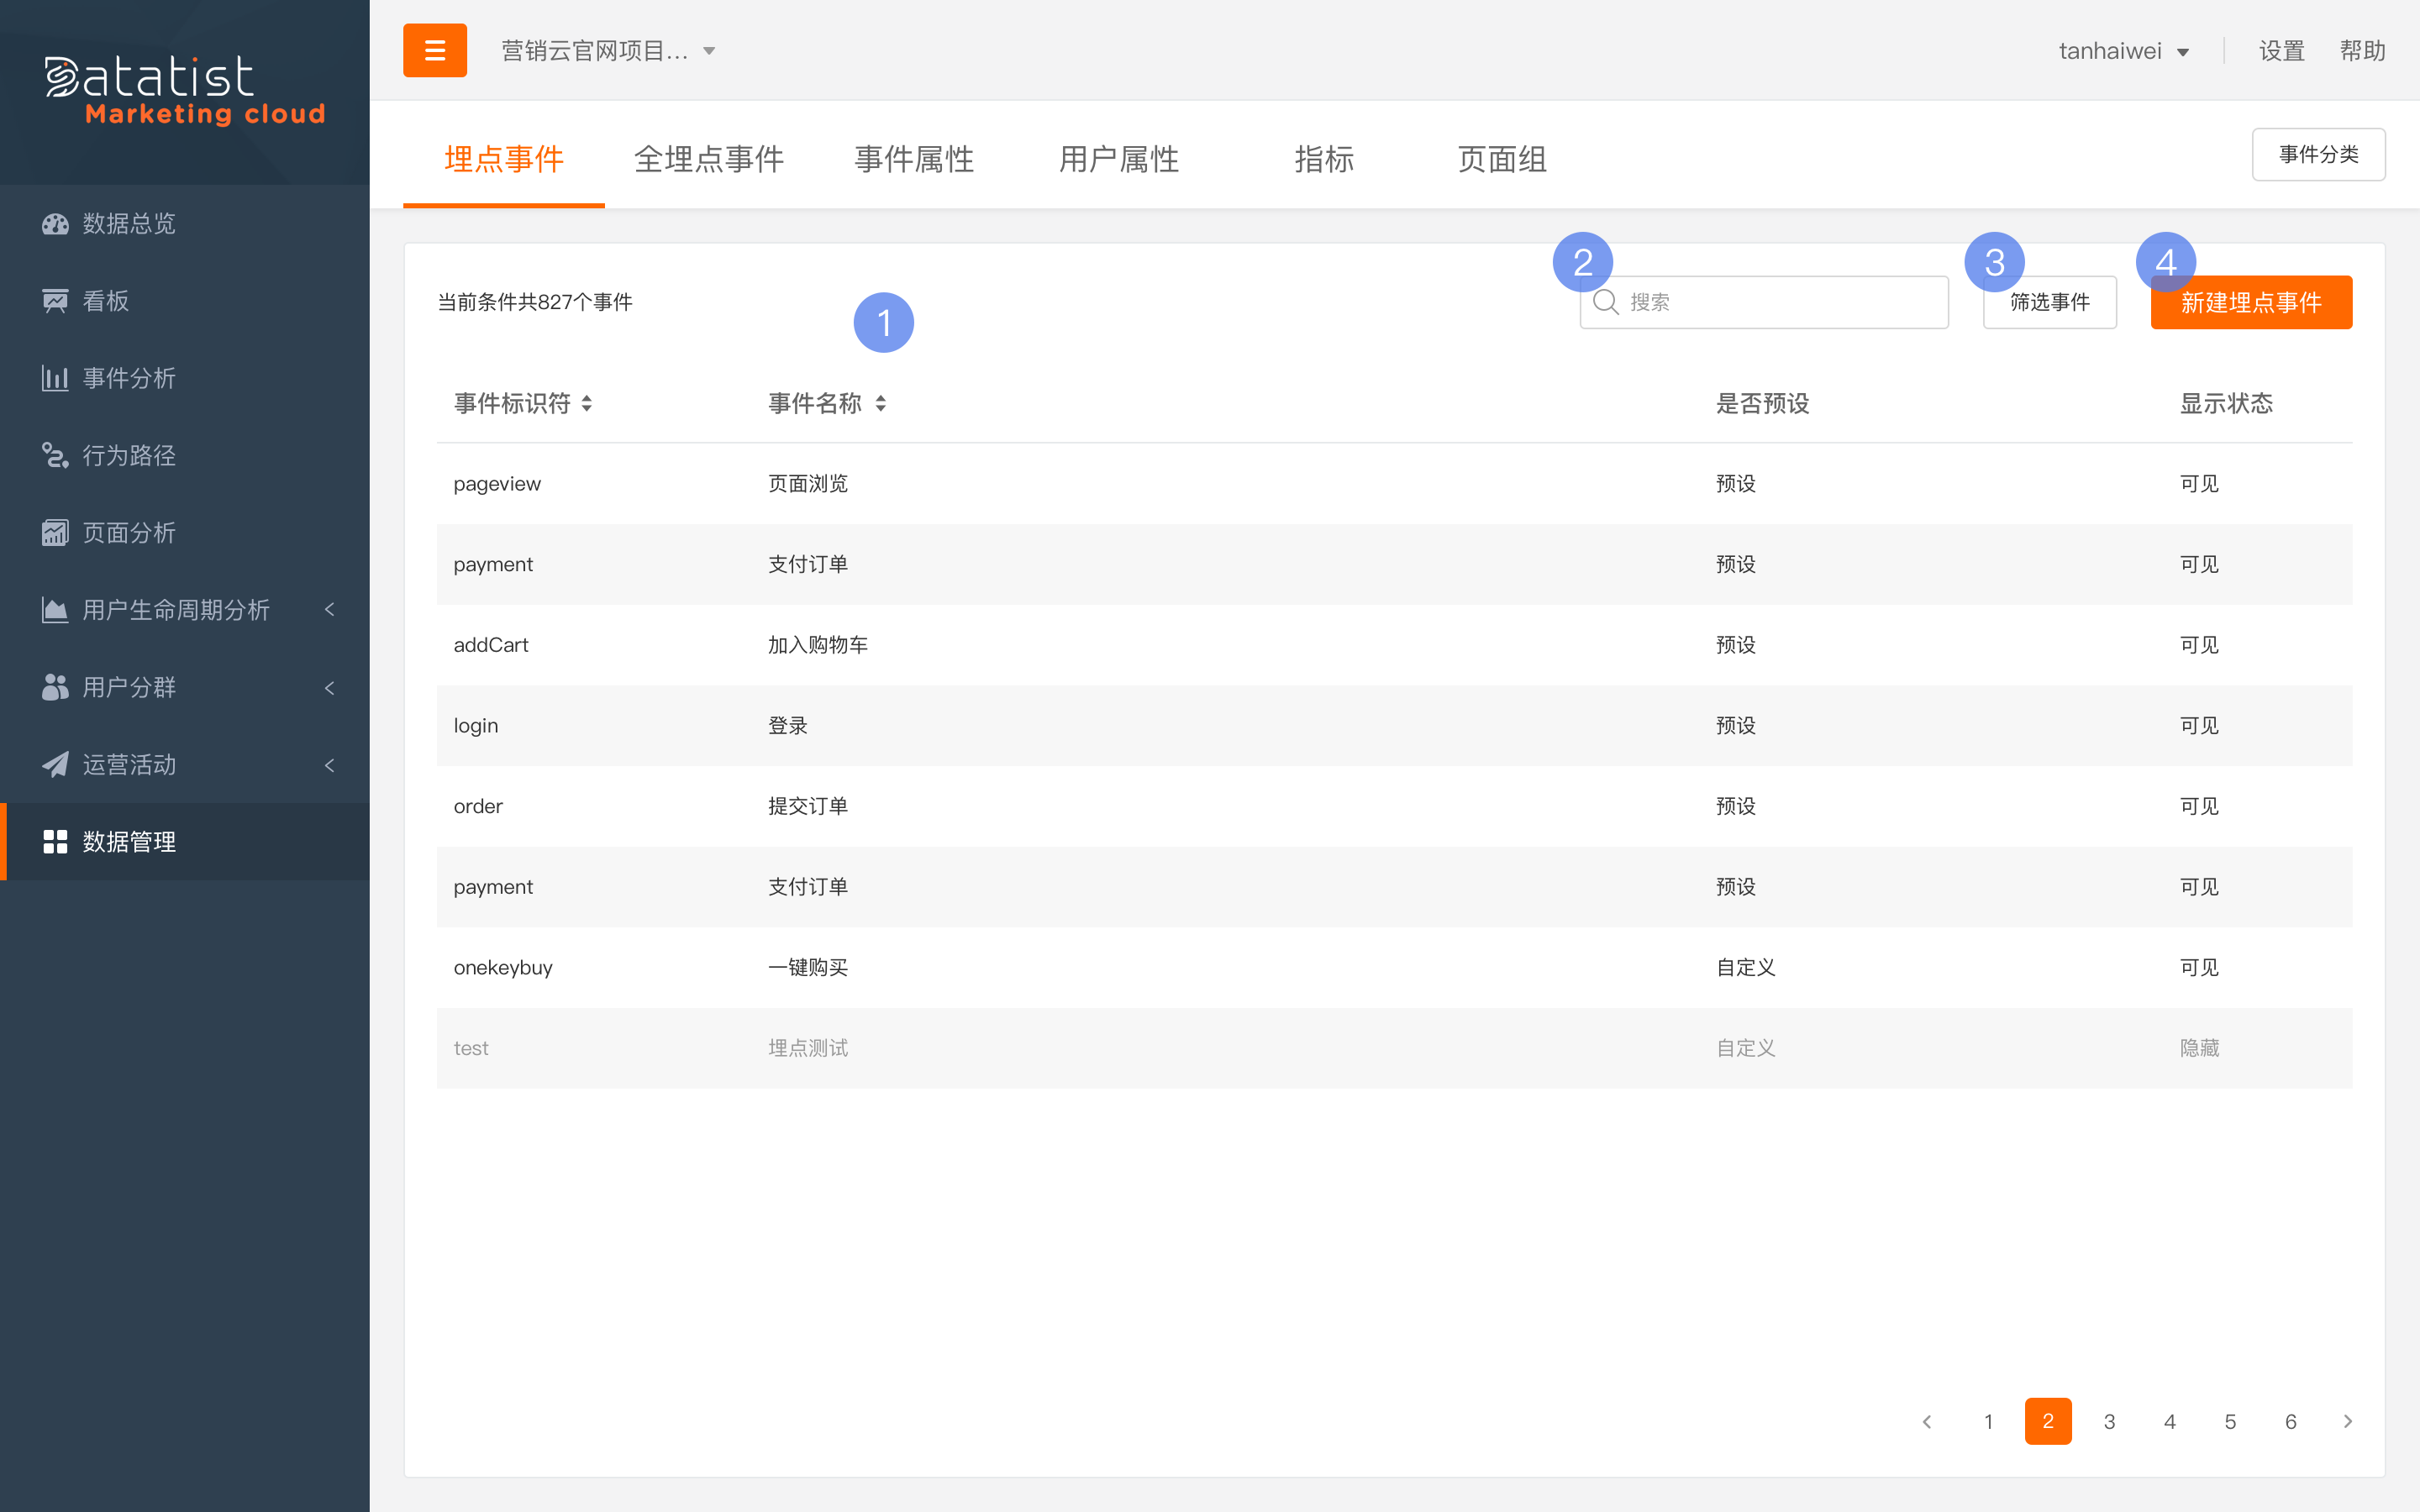 Datatist
Marketing cloud
数据总览
看板
事件分析
行为路径
页面分析
用户生命周期分析
用户分群
运营活动
数据管理
营销云官网项目...
tanhaiwei
设置
帮助
埋点事件
全埋点事件
事件属性
用户属性
指标
页面组
事件分类
当前条件共827个事件
1
2
搜索
3
筛选事件
4
新建埋点事件
事件标识符 事件名称 是否预设 显示状态
pageview 页面浏览 预设 可见
payment 支付订单 预设 可见
addCart 加入购物车 预设 可见
login 登录 预设 可见
order 提交订单 预设 可见
payment 支付订单 预设 可见
onekeybuy 一键购买 自定义 可见
test 埋点测试 自定义 隐藏
1 2 3 4 5 6